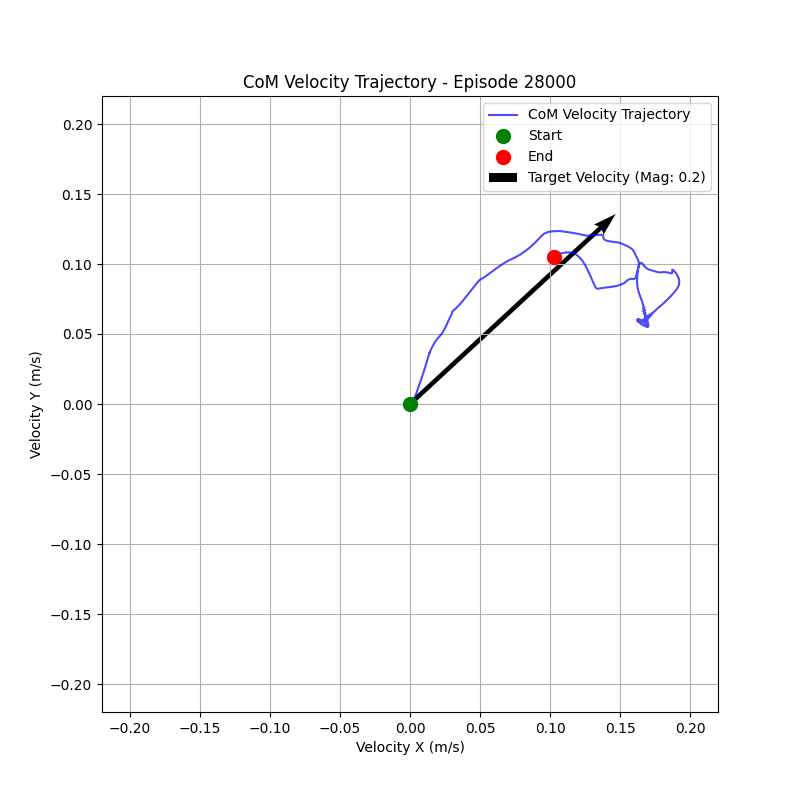 CoM Velocity Trajectory - Episode 28000
CoM Velocity Trajectory
Start
End
Target Velocity (Mag: 0.2)
0.20
0.15
0.10
0.05
0.00
−0.05
−0.10
−0.15
−0.20
Velocity Y (m/s)
−0.20 −0.15 −0.10 −0.05 0.00 0.05 0.10 0.15 0.20
Velocity X (m/s)